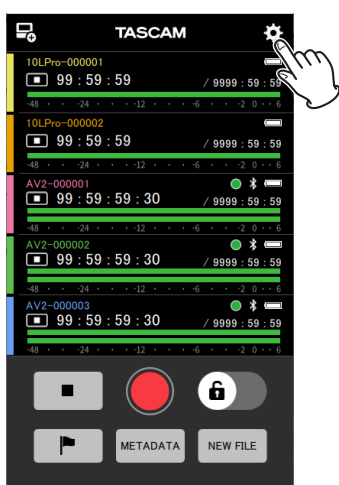 TASCAM
10LPro-000001
99 : 59 : 59 / 9999 : 59 : 59
-48 · · -24 · · · -12 · · · -6 · · -2 0 · · 6
10LPro-000002
99 : 59 : 59 / 9999 : 59 : 59
-48 · · -24 · · · -12 · · · -6 · · -2 0 · · 6
AV2-000001
99 : 59 : 59 : 30 / 9999 : 59 : 59
-48 · · -24 · · · -12 · · · -6 · · -2 0 · · 6
AV2-000002
99 : 59 : 59 : 30 / 9999 : 59 : 59
-48 · · -24 · · · -12 · · · -6 · · -2 0 · · 6
AV2-000003
99 : 59 : 59 : 30 / 9999 : 59 : 59
-48 · · -24 · · · -12 · · · -6 · · -2 0 · · 6
METADATA NEW FILE